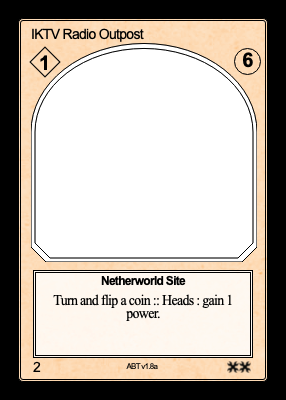 IKTV Radio Outpost
1
6
Netherworld Site
Turn and flip a coin :: Heads : gain 1
power.
2
ABT v1.8a